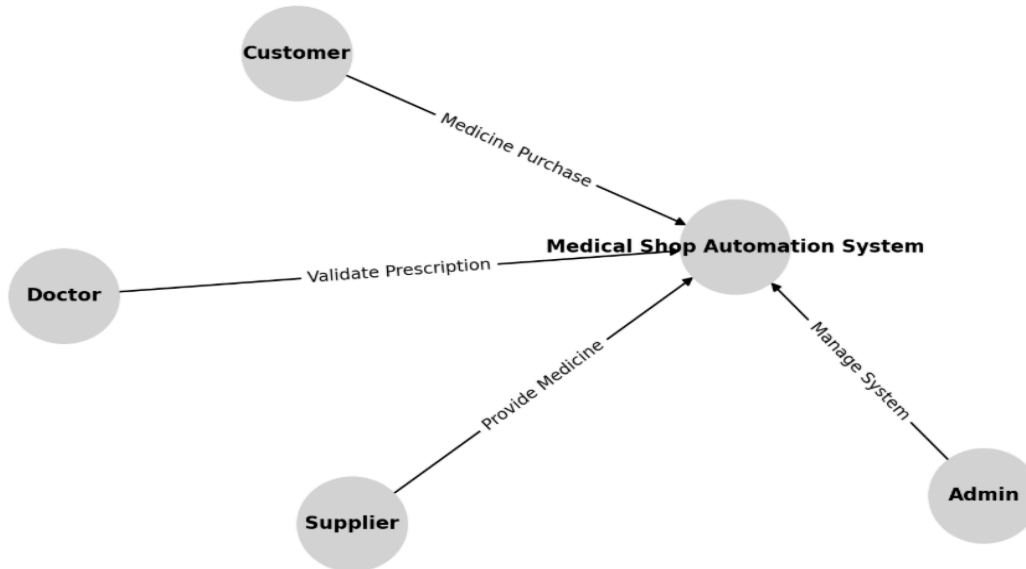 Customer
Medicine Purchase
Medical Shop Automation System
Validate Prescription
Doctor
Provide Medicine
Manage System
Supplier
Admin